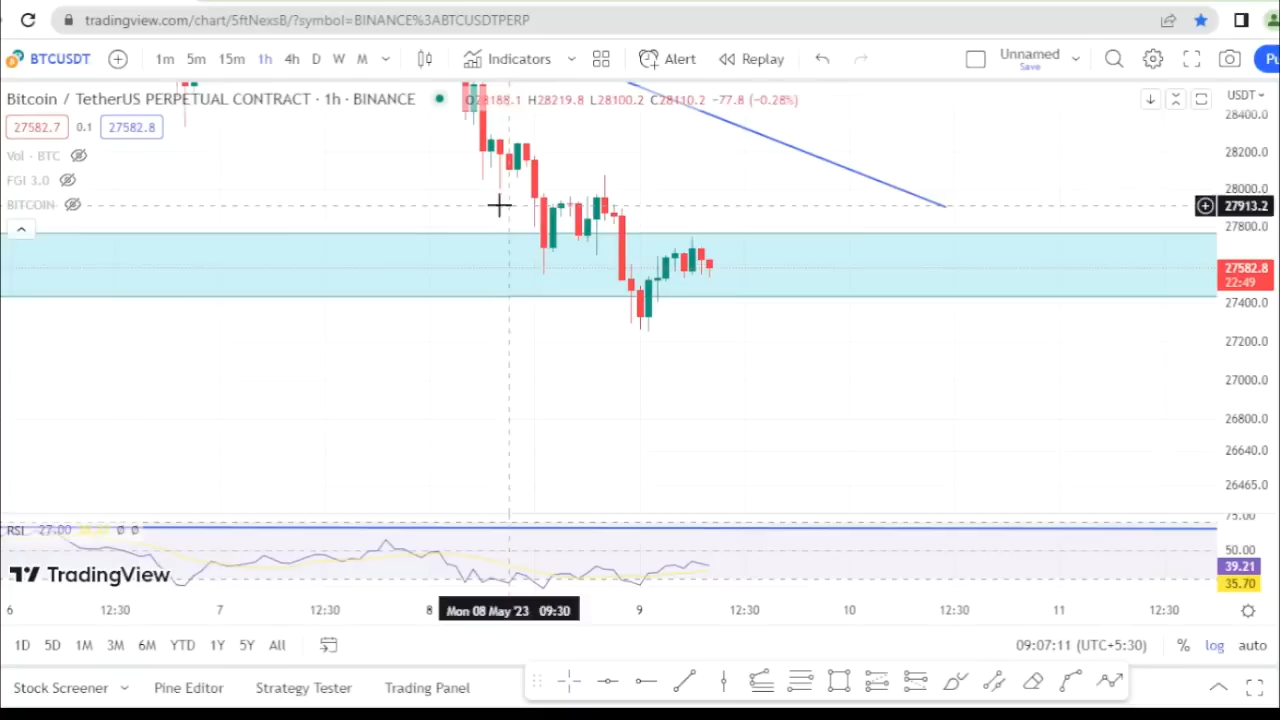 tradingview.com/chart/5ftNexsB/?symbol=BINANCE%3ABTCUSDTPERP
BTCUSDT 1m 5m 15m 1h 4h D W M Indicators Alert Replay Unnamed
Save
Pu
Bitcoin / TetherUS PERPETUAL CONTRACT · 1h · BINANCE O28188.1 H28219.8 L28100.2 C28110.2 −77.8 (−0.28%) USDT
28400.0
27582.7 0.1 27582.8
Vol · BTC
28200.0
FGI 3.0
28000.0
BITCOIN
27913.2
27800.0
27582.8
22:49
27400.0
27200.0
27000.0
26800.0
26640.0
26465.0
75.00
RSI 27.00 ø ø
50.00
39.21
TradingView
35.70
6 12:30 7 12:30 8 Mon 08 May '23 09:30 9 12:30 10 12:30 11 12:30
1D 5D 1M 3M 6M YTD 1Y 5Y All 09:07:11 (UTC+5:30) % log auto
Stock Screener Pine Editor Strategy Tester Trading Panel